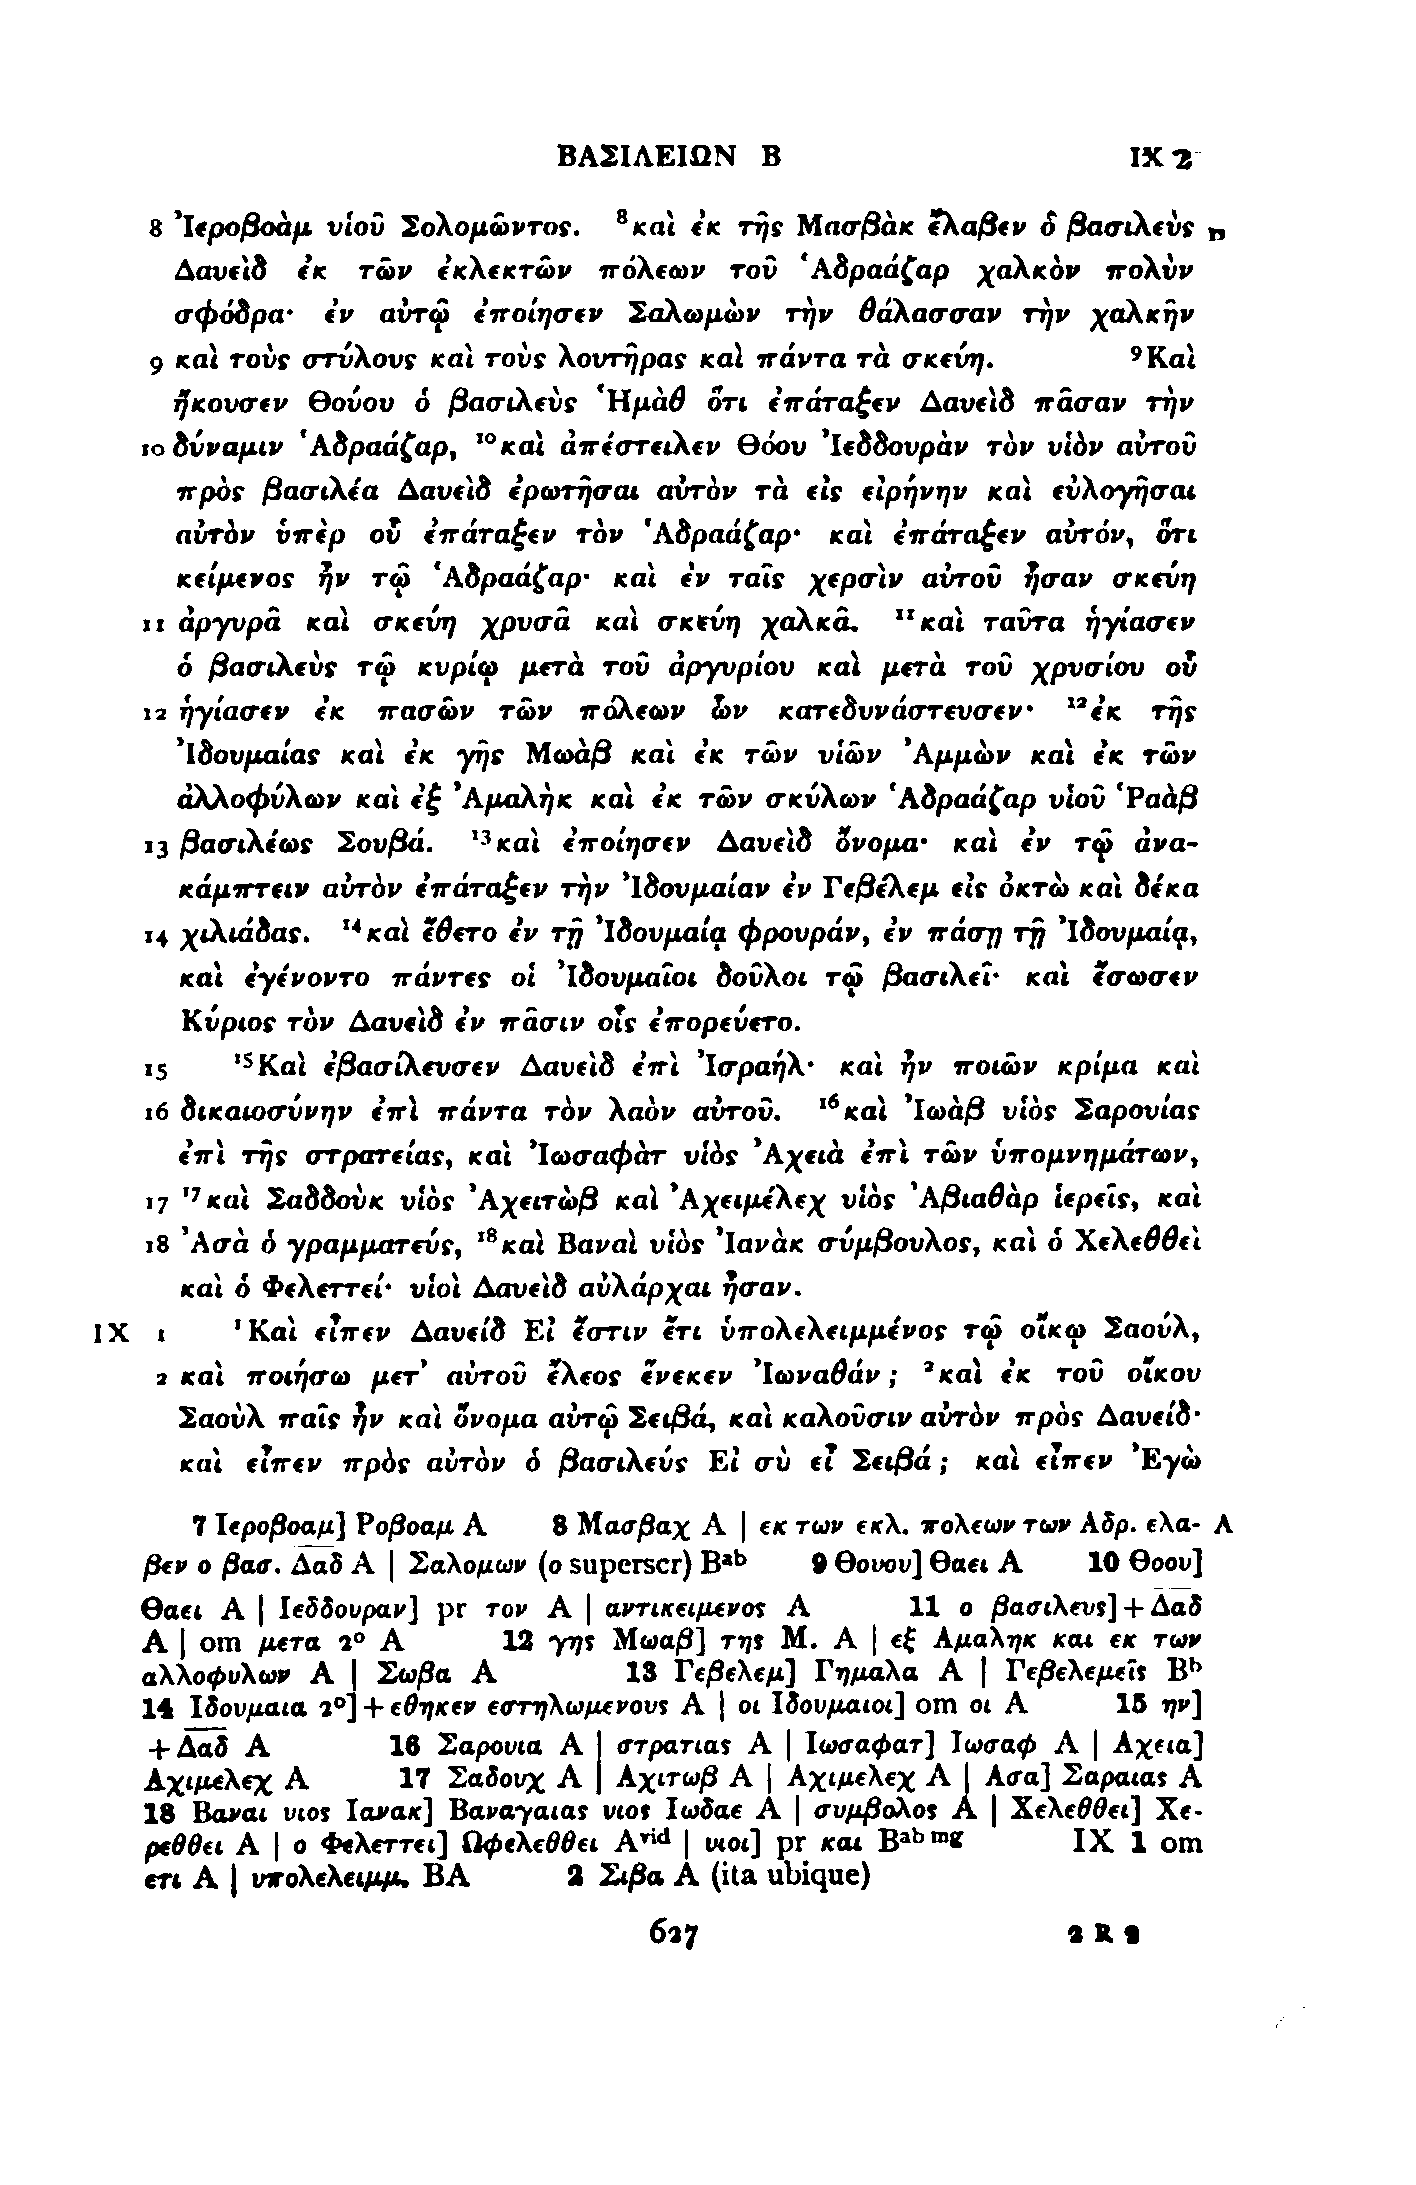 ΒΑΣΙΛΕΙΩΝ Β IX 2
8 Ἰεροβοὰμ υἱοῦ Σολομῶντος. ⁸καὶ ἐκ τῆς Μασβὰκ ἔλαβεν ὁ βασιλεὺς B
Δαυεὶδ ἐκ τῶν ἐκλεκτῶν πόλεων τοῦ Ἁδραάζαρ χαλκὸν πολὺν
σφόδρα· ἐν αὐτῷ ἐποίησεν Σαλωμὼν τὴν θάλασσαν τὴν χαλκῆν
9 καὶ τοὺς στύλους καὶ τοὺς λουτῆρας καὶ πάντα τὰ σκεύη. ⁹Καὶ
ἤκουσεν Θούου ὁ βασιλεὺς Ἡμὰθ ὅτι ἐπάταξεν Δαυεὶδ πᾶσαν τὴν
10 δύναμιν Ἁδραάζαρ, ¹⁰καὶ ἀπέστειλεν Θόου Ἰεδδουρὰν τὸν υἱὸν αὐτοῦ
πρὸς βασιλέα Δαυεὶδ ἐρωτῆσαι αὐτὸν τὰ εἰς εἰρήνην καὶ εὐλογῆσαι
αὐτὸν ὑπὲρ οὗ ἐπάταξεν τὸν Ἁδραάζαρ· καὶ ἐπάταξεν αὐτόν, ὅτι
κείμενος ἦν τῷ Ἁδραάζαρ· καὶ ἐν ταῖς χερσὶν αὐτοῦ ἦσαν σκεύη
11 ἀργυρᾶ καὶ σκεύη χρυσᾶ καὶ σκεύη χαλκᾶ. ¹¹καὶ ταῦτα ἡγίασεν
ὁ βασιλεὺς τῷ κυρίῳ μετὰ τοῦ ἀργυρίου καὶ μετὰ τοῦ χρυσίου οὗ
12 ἡγίασεν ἐκ πασῶν τῶν πόλεων ὧν κατεδυνάστευσεν· ¹²ἐκ τῆς
Ἰδουμαίας καὶ ἐκ γῆς Μωὰβ καὶ ἐκ τῶν υἱῶν Ἀμμὼν καὶ ἐκ τῶν
ἀλλοφύλων καὶ ἐξ Ἀμαλὴκ καὶ ἐκ τῶν σκύλων Ἁδραάζαρ υἱοῦ Ῥαὰβ
13 βασιλέως Σουβά. ¹³καὶ ἐποίησεν Δαυεὶδ ὄνομα· καὶ ἐν τῷ ἀνα-
κάμπτειν αὐτὸν ἐπάταξεν τὴν Ἰδουμαίαν ἐν Γεβέλεμ εἰς ὀκτὼ καὶ δέκα
14 χιλιάδας. ¹⁴καὶ ἔθετο ἐν τῇ Ἰδουμαίᾳ φρουράν, ἐν πάσῃ τῇ Ἰδουμαίᾳ,
καὶ ἐγένοντο πάντες οἱ Ἰδουμαῖοι δοῦλοι τῷ βασιλεῖ· καὶ ἔσωσεν
Κύριος τὸν Δαυεὶδ ἐν πᾶσιν οἷς ἐπορεύετο.
15 ¹⁵Καὶ ἐβασίλευσεν Δαυεὶδ ἐπὶ Ἰσραήλ· καὶ ἦν ποιῶν κρίμα καὶ
16 δικαιοσύνην ἐπὶ πάντα τὸν λαὸν αὐτοῦ. ¹⁶καὶ Ἰωὰβ υἱὸς Σαρουίας
ἐπὶ τῆς στρατείας, καὶ Ἰωσαφὰτ υἱὸς Ἀχειὰ ἐπὶ τῶν ὑπομνημάτων,
17 ¹⁷καὶ Σαδδοὺκ υἱὸς Ἀχειτὼβ καὶ Ἀχειμέλεχ υἱὸς Ἀβιαθὰρ ἱερεῖς, καὶ
18 Ἀσὰ ὁ γραμματεύς, ¹⁸καὶ Βαναὶ υἱὸς Ἰανὰκ σύμβουλος, καὶ ὁ Χελεθθεὶ
καὶ ὁ Φελεττεί· υἱοὶ Δαυεὶδ αὐλάρχαι ἦσαν.
IX 1 ¹Καὶ εἶπεν Δαυείδ Εἰ ἔστιν ἔτι ὑπολελειμμένος τῷ οἴκῳ Σαούλ,
2 καὶ ποιήσω μετ᾽ αὐτοῦ ἔλεος ἕνεκεν Ἰωναθάν; ²καὶ ἐκ τοῦ οἴκου
Σαοὺλ παῖς ἦν καὶ ὄνομα αὐτῷ Σειβά, καὶ καλοῦσιν αὐτὸν πρὸς Δαυείδ·
καὶ εἶπεν πρὸς αὐτὸν ὁ βασιλεύς Εἰ σὺ εἶ Σειβά; καὶ εἶπεν Ἐγὼ
7 Ιεροβοαμ] Ροβοαμ A 8 Μασβαχ A | εκ των εκλ. πολεων των Αδρ. ελα- A
βεν ο βασ. Δαδ A | Σαλομων (ο superscr) Bᵃᵇ 9 Θουου] Θαει A 10 Θοου]
Θαει A | Ιεδδουραν] pr τον A | αντικειμενος A 11 ο βασιλευς] + Δαδ
A | om μετα 2° A 12 γης Μωαβ] της Μ. A | εξ Αμαληκ και εκ των
αλλοφυλων A | Σωβα A 13 Γεβελεμ] Γημαλα A | Γεβελεμεῖς Bᵇ
14 Ιδουμαια 2°] + εθηκεν εστηλωμενους A | οι Ιδουμαιοι] om οι A 15 ην]
+ Δαδ A 16 Σαρουια A | στρατιας A | Ιωσαφατ] Ιωσαφ A | Αχεια]
Αχιμελεχ A 17 Σαδουχ A | Αχιτωβ A | Αχιμελεχ A | Ασα] Σαραιας A
18 Βαναι υιος Ιανακ] Βαναγαιας υιος Ιωδαε A | συμβολος A | Χελεθθει] Χε-
ρεθθει A | ο Φελεττει] Ωφελεθθει Aᵛⁱᵈ | υιοι] pr και Bᵃᵇ ᵐᵍ IX 1 om
ετι A | υπολελειμμ. BA 2 Σιβα A (ita ubique)
627 2 R 2